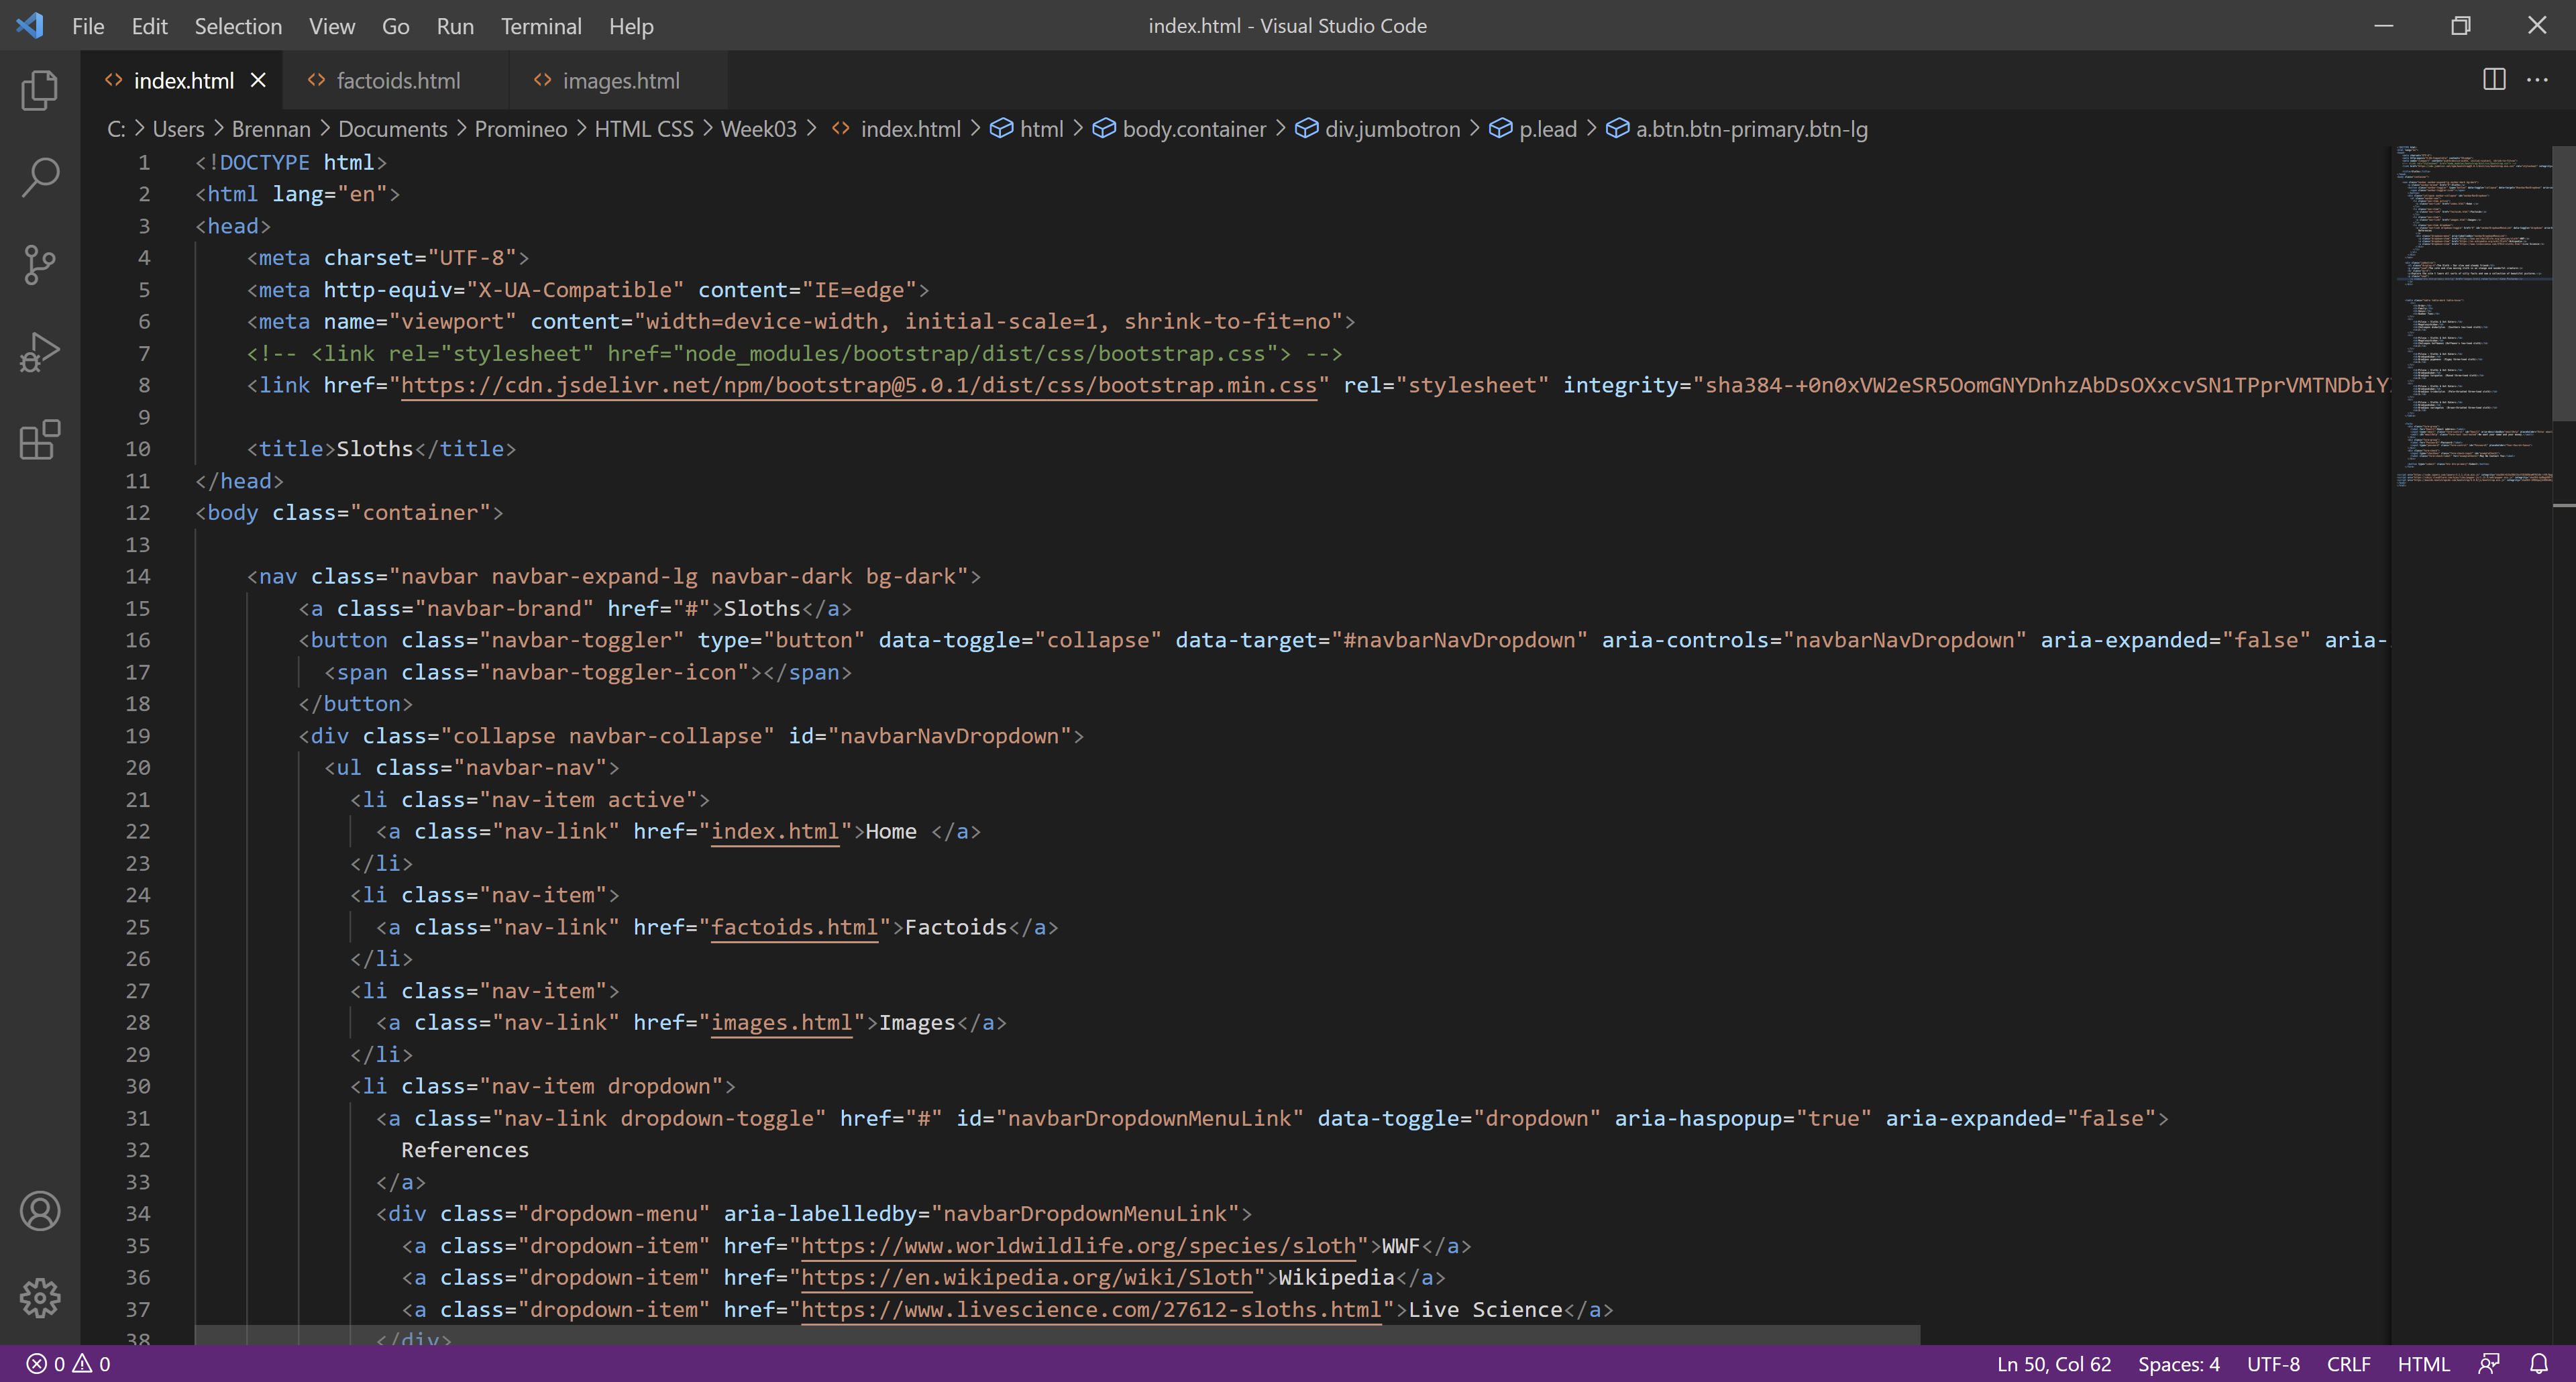 File Edit Selection View Go Run Terminal Help index.html - Visual Studio Code
index.html factoids.html images.html
C: > Users > Brennan > Documents > Promineo > HTML CSS > Week03 > index.html > html > body.container > div.jumbotron > p.lead > a.btn.btn-primary.btn-lg
1 <!DOCTYPE html>
2 <html lang="en">
3 <head>
4     <meta charset="UTF-8">
5     <meta http-equiv="X-UA-Compatible" content="IE=edge">
6     <meta name="viewport" content="width=device-width, initial-scale=1, shrink-to-fit=no">
7     <!-- <link rel="stylesheet" href="node_modules/bootstrap/dist/css/bootstrap.css"> -->
8     <link href="https://cdn.jsdelivr.net/npm/bootstrap@5.0.1/dist/css/bootstrap.min.css" rel="stylesheet" integrity="sha384-+0n0xVW2eSR5OomGNYDnhzAbDsOXxcvSN1TPprVMTNDbiY
9
10     <title>Sloths</title>
11 </head>
12 <body class="container">
13
14     <nav class="navbar navbar-expand-lg navbar-dark bg-dark">
15         <a class="navbar-brand" href="#">Sloths</a>
16         <button class="navbar-toggler" type="button" data-toggle="collapse" data-target="#navbarNavDropdown" aria-controls="navbarNavDropdown" aria-expanded="false" aria-
17           <span class="navbar-toggler-icon"></span>
18         </button>
19         <div class="collapse navbar-collapse" id="navbarNavDropdown">
20           <ul class="navbar-nav">
21             <li class="nav-item active">
22               <a class="nav-link" href="index.html">Home </a>
23             </li>
24             <li class="nav-item">
25               <a class="nav-link" href="factoids.html">Factoids</a>
26             </li>
27             <li class="nav-item">
28               <a class="nav-link" href="images.html">Images</a>
29             </li>
30             <li class="nav-item dropdown">
31               <a class="nav-link dropdown-toggle" href="#" id="navbarDropdownMenuLink" data-toggle="dropdown" aria-haspopup="true" aria-expanded="false">
32                 References
33               </a>
34               <div class="dropdown-menu" aria-labelledby="navbarDropdownMenuLink">
35                 <a class="dropdown-item" href="https://www.worldwildlife.org/species/sloth">WWF</a>
36                 <a class="dropdown-item" href="https://en.wikipedia.org/wiki/Sloth">Wikipedia</a>
37                 <a class="dropdown-item" href="https://www.livescience.com/27612-sloths.html">Live Science</a>
38               </div>
0 0 Ln 50, Col 62 Spaces: 4 UTF-8 CRLF HTML